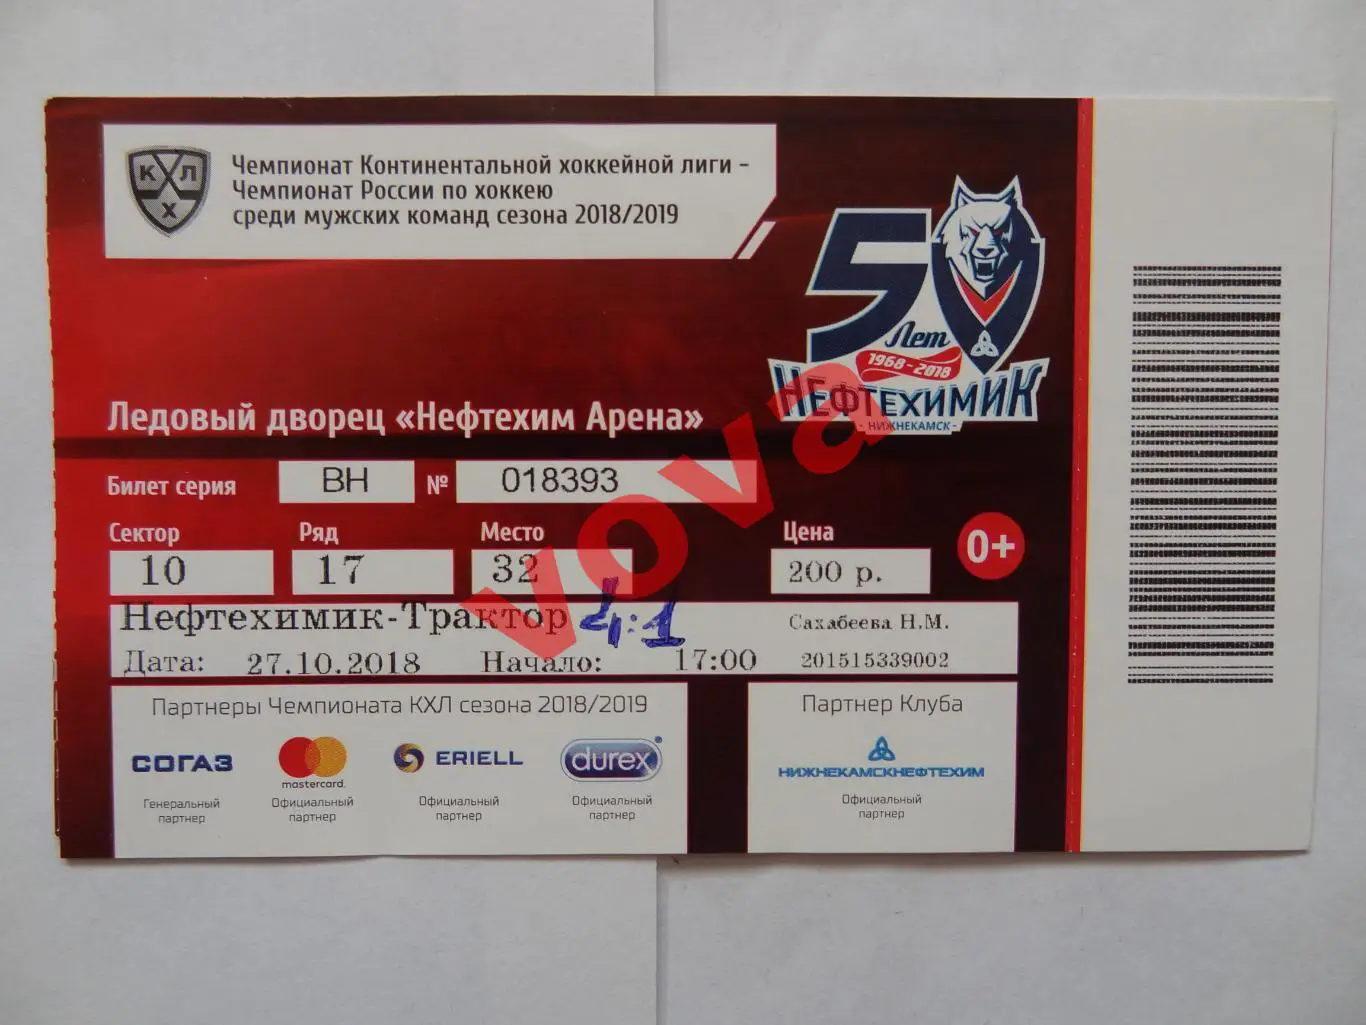 КХЛ
Чемпионат Континентальной хоккейной лиги –
Чемпионат России по хоккею
среди мужских команд сезона 2018/2019
50
Лет
1968-2018
НЕФТЕХИМИК
- НИЖНЕКАМСК -
Ледовый дворец «Нефтехим Арена»
Билет серия ВН № 018393
Сектор Ряд Место Цена
10 17 32 200 р. 0+
Нефтехимик-Трактор 4:1 Сахабеева Н.М.
Дата: 27.10.2018 Начало: 17:00 201515339002
vova
Партнеры Чемпионата КХЛ сезона 2018/2019
СОГАЗ mastercard. ERIELL durex
Генеральный партнер
Официальный партнер
Официальный партнер
Официальный партнер
Партнер Клуба
НИЖНЕКАМСКНЕФТЕХИМ
Официальный партнер